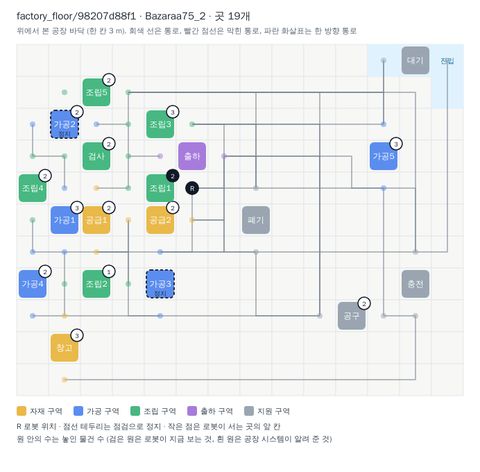 factory_floor/98207d88f1 · Bazaraa75_2 · 곳 19개
위에서 본 공장 바닥 (한 칸 3 m). 회색 선은 통로, 빨간 점선은 막힌 통로, 파란 화살표는 한 방향 통로
대기
진입
조립5 2
가공2 2
정지
조립3 3
검사 2
출하
가공5 3
조립4 2
조립1 2
R
가공1 3
공급1 2
공급2 2
폐기
가공4 2
조립2 1
가공3
정지
충전
공구 2
창고 3
자재 구역 가공 구역 조립 구역 출하 구역 지원 구역
R 로봇 위치 · 점선 테두리는 점검으로 정지 · 작은 점은 로봇이 서는 곳의 앞 칸
원 안의 수는 놓인 물건 수 (검은 원은 로봇이 지금 보는 것, 흰 원은 공장 시스템이 알려 준 것)